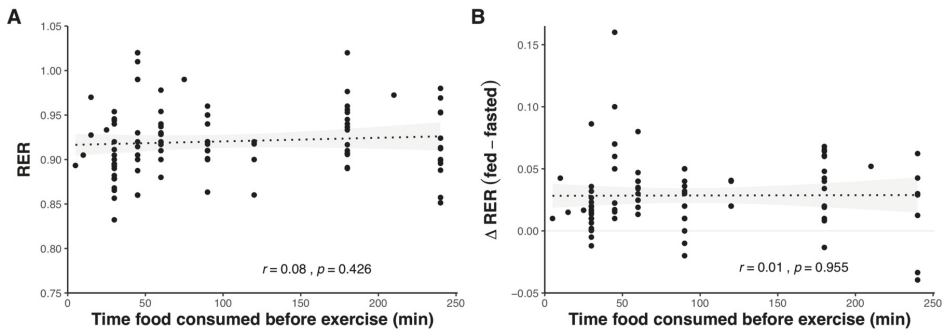 A
1.05
1.00
0.95
0.90
0.85
0.80
0.75
RER
r = 0.08 , p = 0.426
0 50 100 150 200 250
Time food consumed before exercise (min)
B
0.15
0.10
0.05
0.00
−0.05
Δ RER (fed − fasted)
r = 0.01 , p = 0.955
0 50 100 150 200 250
Time food consumed before exercise (min)